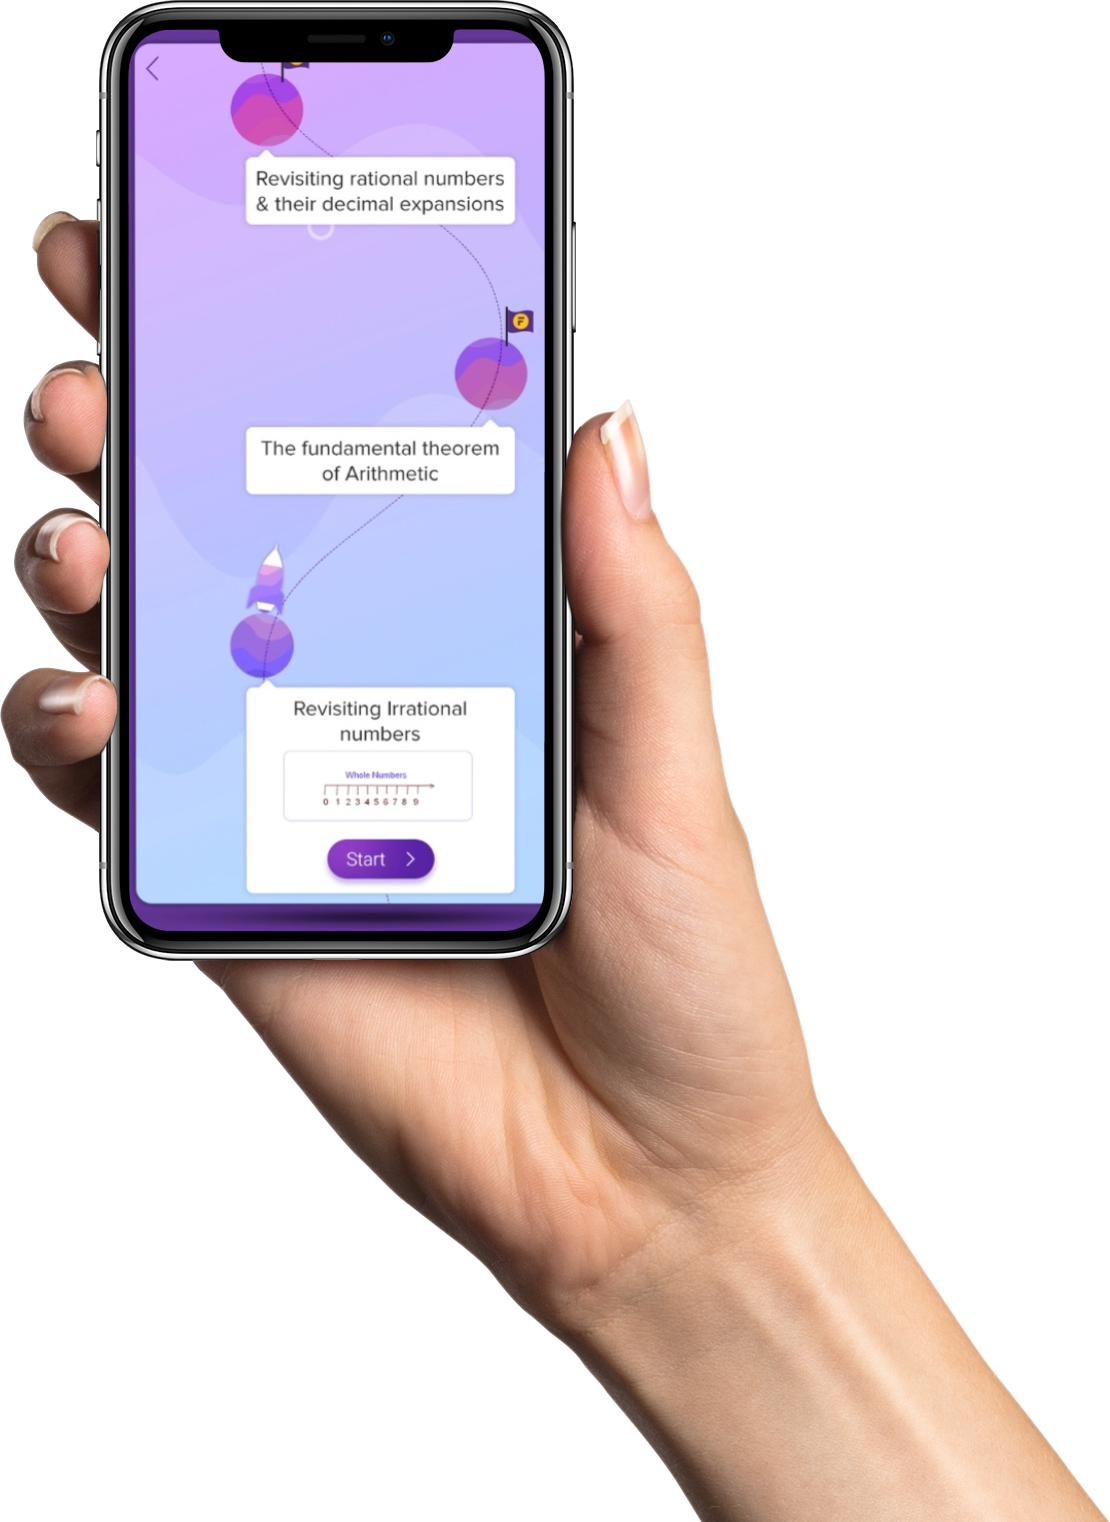 Revisiting rational numbers
& their decimal expansions
F
The fundamental theorem
of Arithmetic
Revisiting Irrational
numbers
Whole Numbers
0 1 2 3 4 5 6 7 8 9
Start